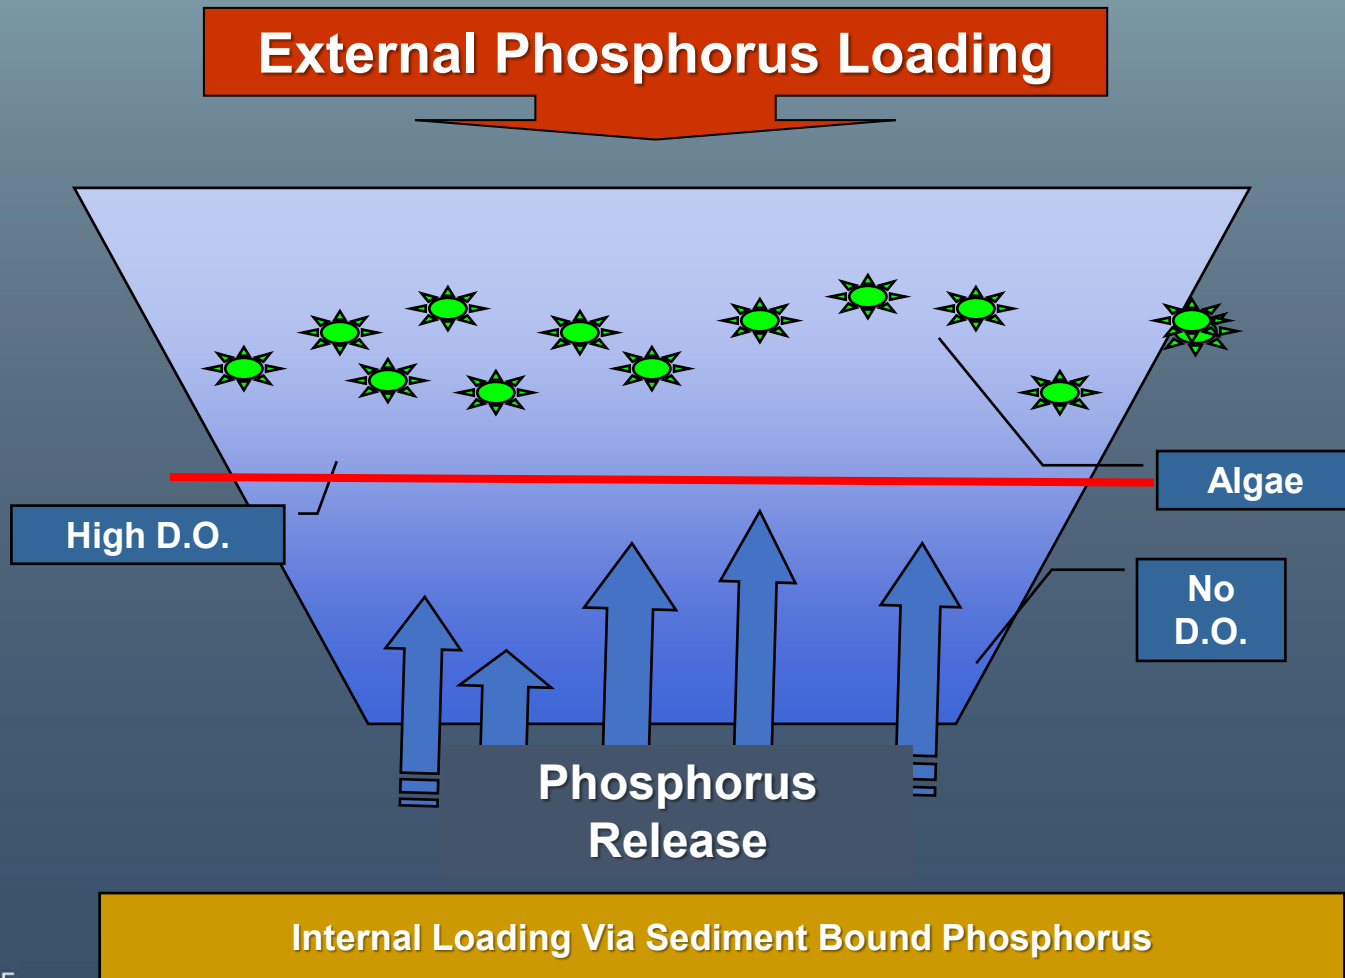 External Phosphorus Loading
Algae
High D.O.
No
D.O.
Phosphorus
Release
Internal Loading Via Sediment Bound Phosphorus